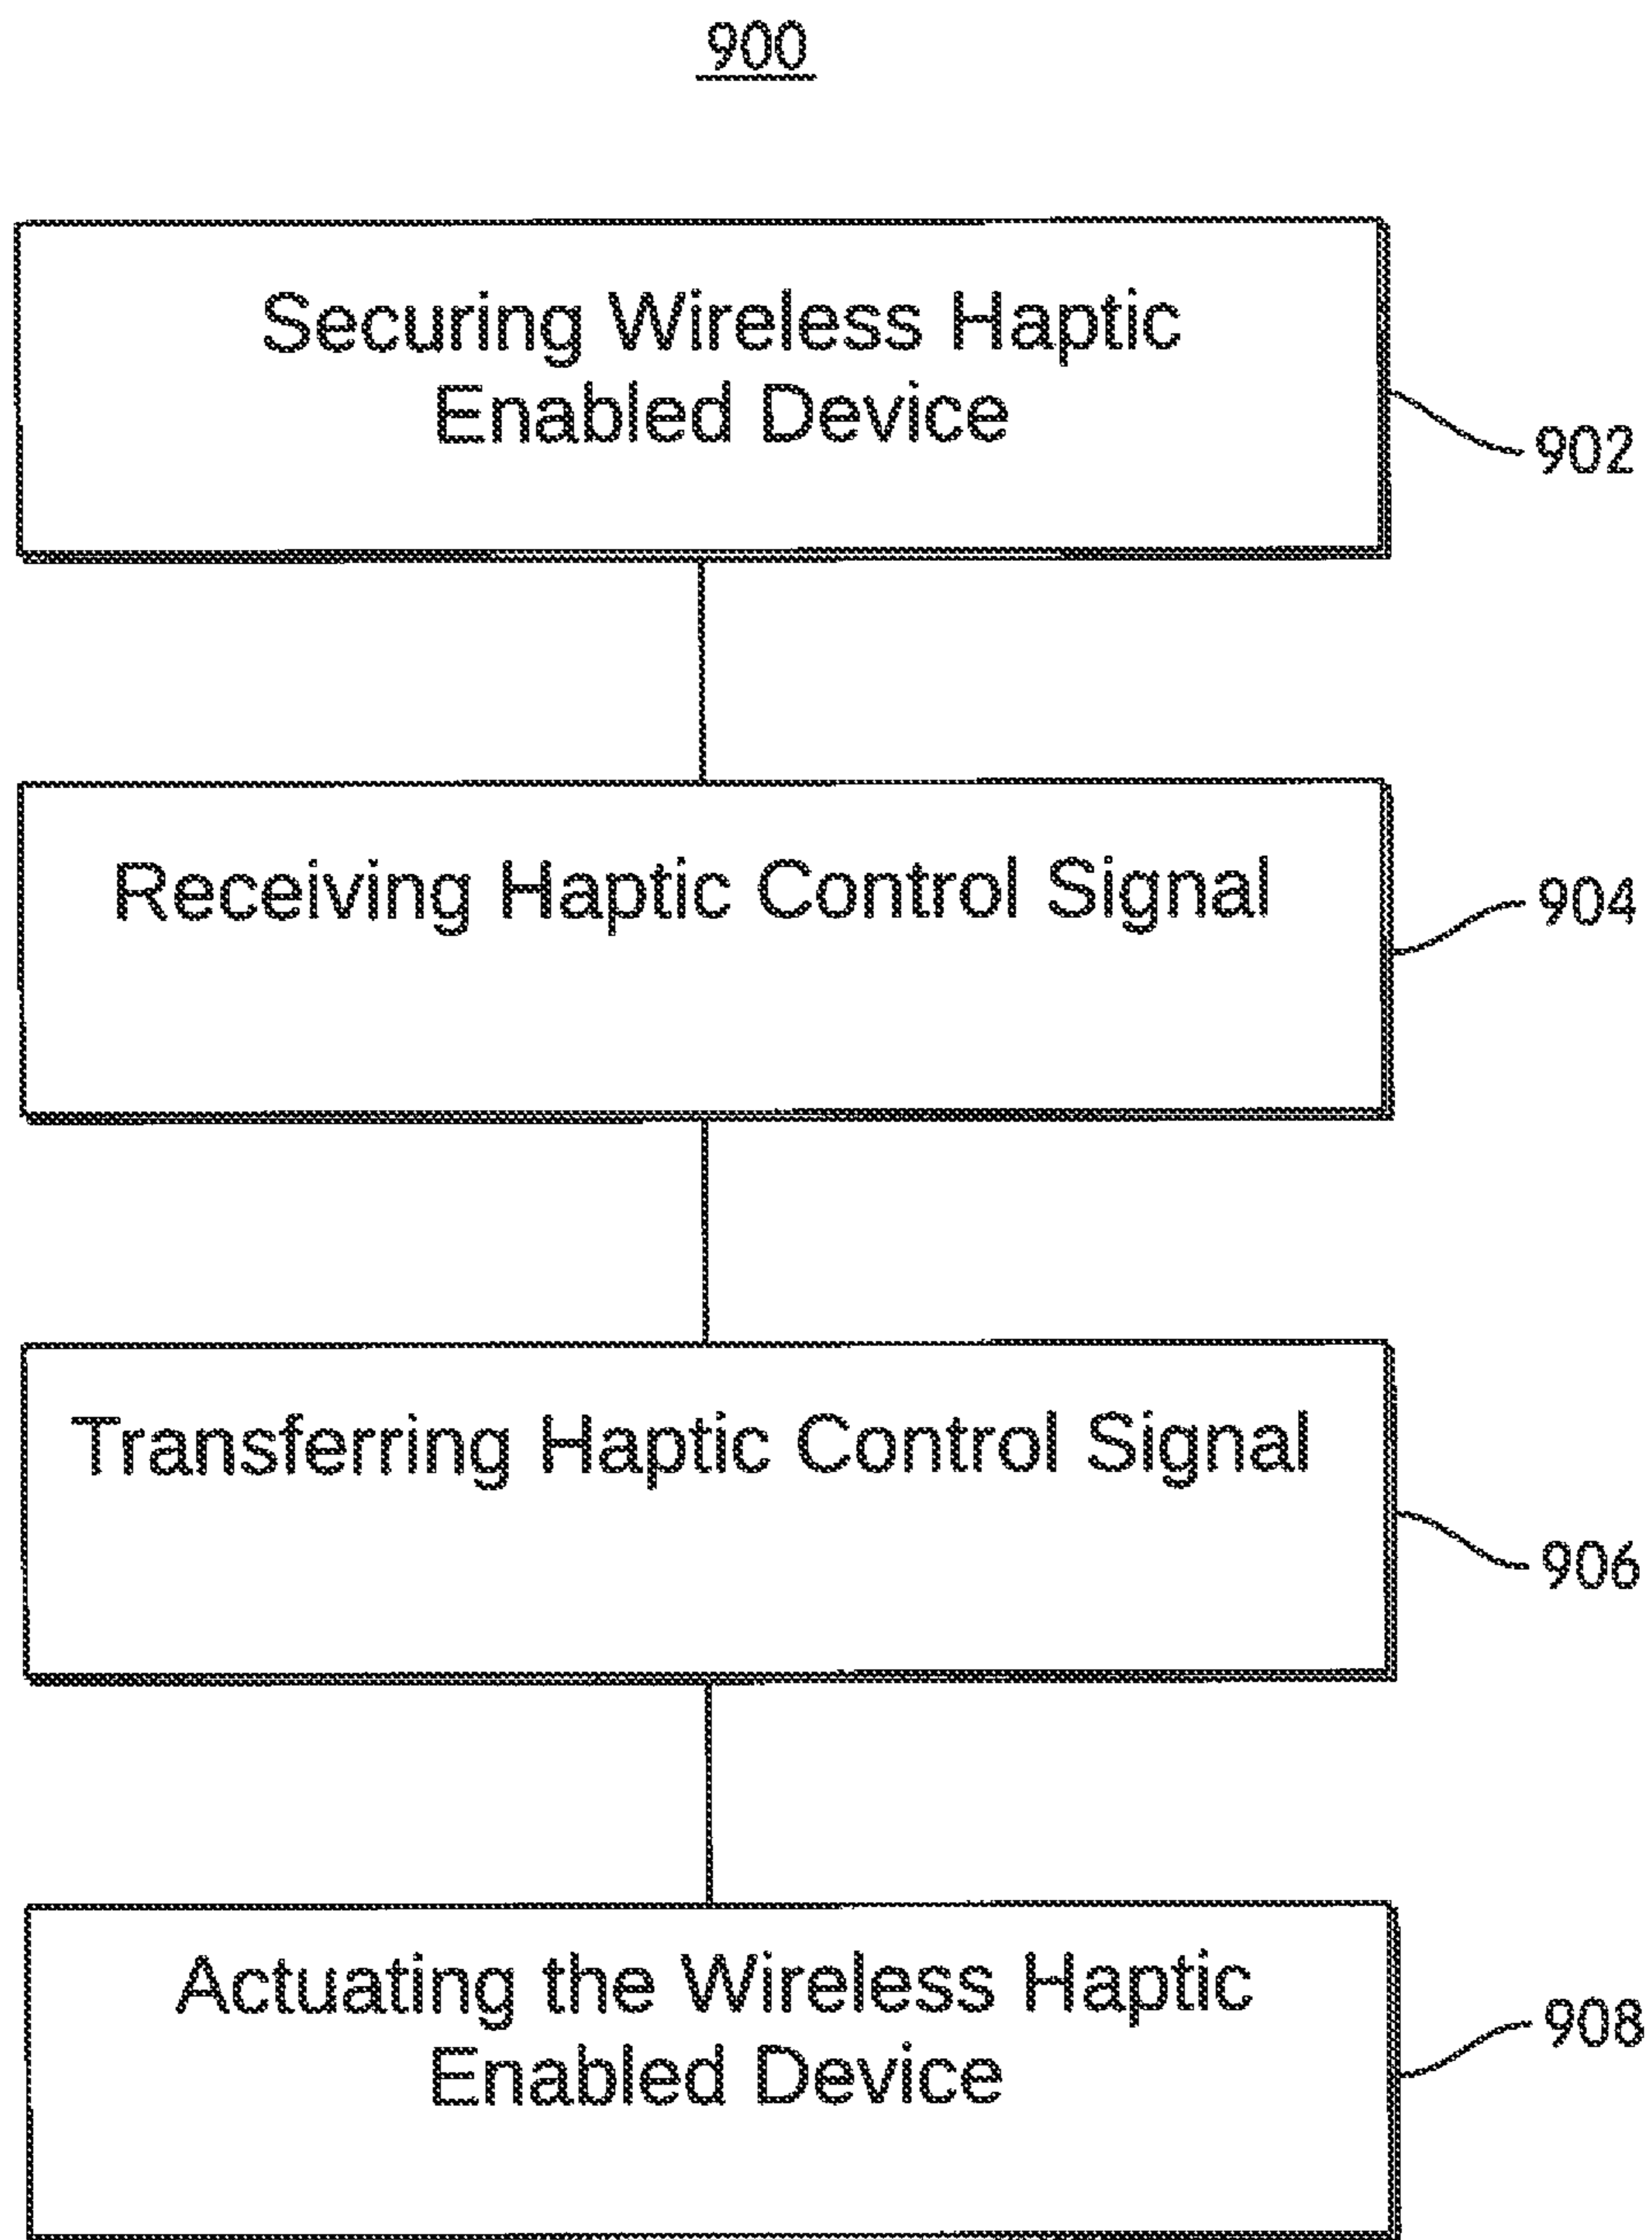 900
Securing Wireless Haptic
Enabled Device
902
Receiving Haptic Control Signal
904
Transferring Haptic Control Signal
906
Actuating the Wireless Haptic
Enabled Device
908